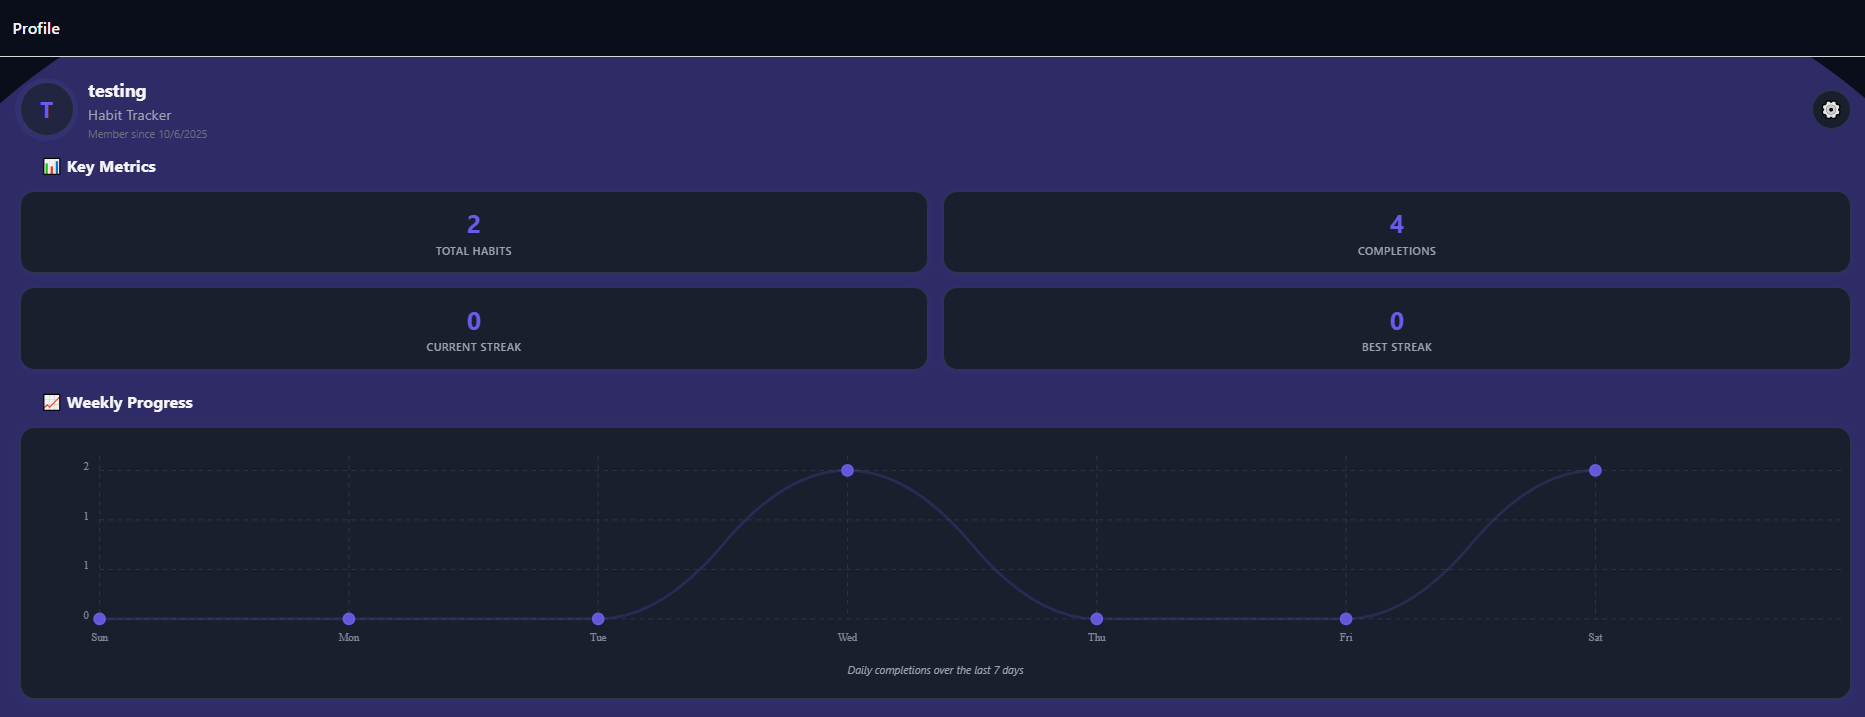 Profile
T
testing
Habit Tracker
Member since 10/6/2025
Key Metrics
2
TOTAL HABITS
4
COMPLETIONS
0
CURRENT STREAK
0
BEST STREAK
Weekly Progress
2
1
1
0
Sun Mon Tue Wed Thu Fri Sat
Daily completions over the last 7 days